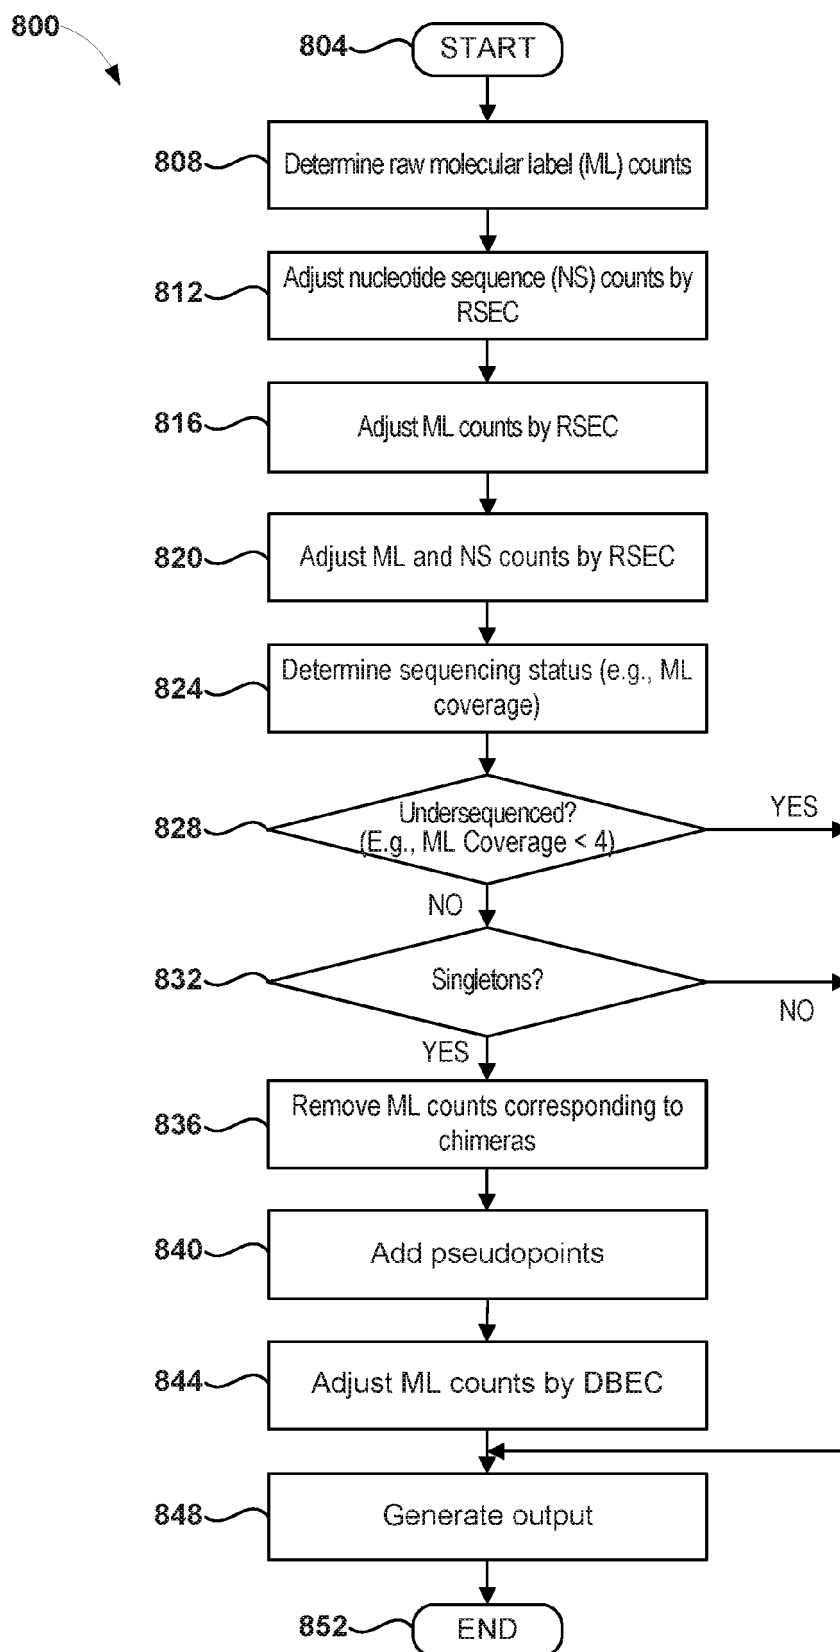 800
804 START
808 Determine raw molecular label (ML) counts
812 Adjust nucleotide sequence (NS) counts by
RSEC
816 Adjust ML counts by RSEC
820 Adjust ML and NS counts by RSEC
824 Determine sequencing status (e.g., ML
coverage)
828 Undersequenced?
(E.g., ML Coverage < 4)
YES
NO
832 Singletons?
NO
YES
836 Remove ML counts corresponding to
chimeras
840 Add pseudopoints
844 Adjust ML counts by DBEC
848 Generate output
852 END